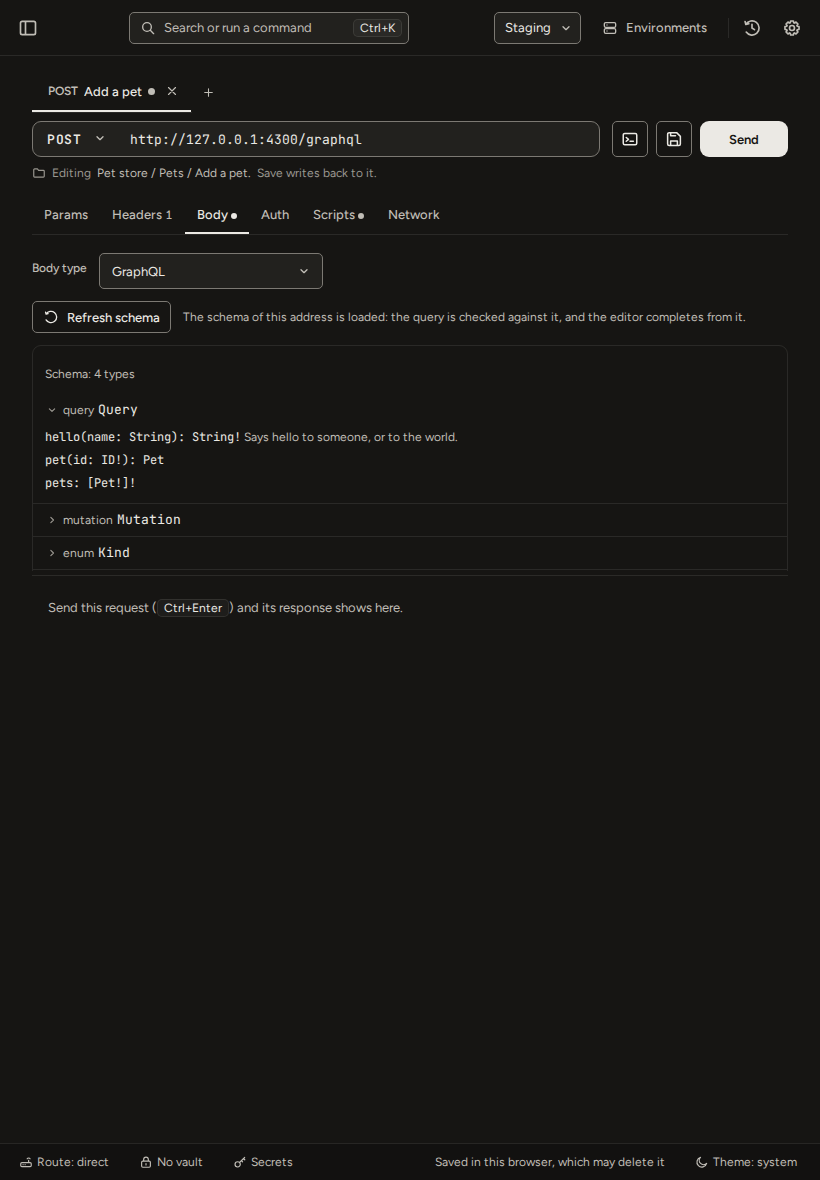 Search or run a command Ctrl+K Staging Environments
POST Add a pet
POST http://127.0.0.1:4300/graphql Send
Editing Pet store / Pets / Add a pet. Save writes back to it.
Params Headers 1 Body Auth Scripts Network
Body type GraphQL
Refresh schema The schema of this address is loaded: the query is checked against it, and the editor completes from it.
Schema: 4 types
query Query
hello(name: String): String! Says hello to someone, or to the world.
pet(id: ID!): Pet
pets: [Pet!]!
mutation Mutation
enum Kind
Send this request (Ctrl+Enter) and its response shows here.
Route: direct No vault Secrets Saved in this browser, which may delete it Theme: system